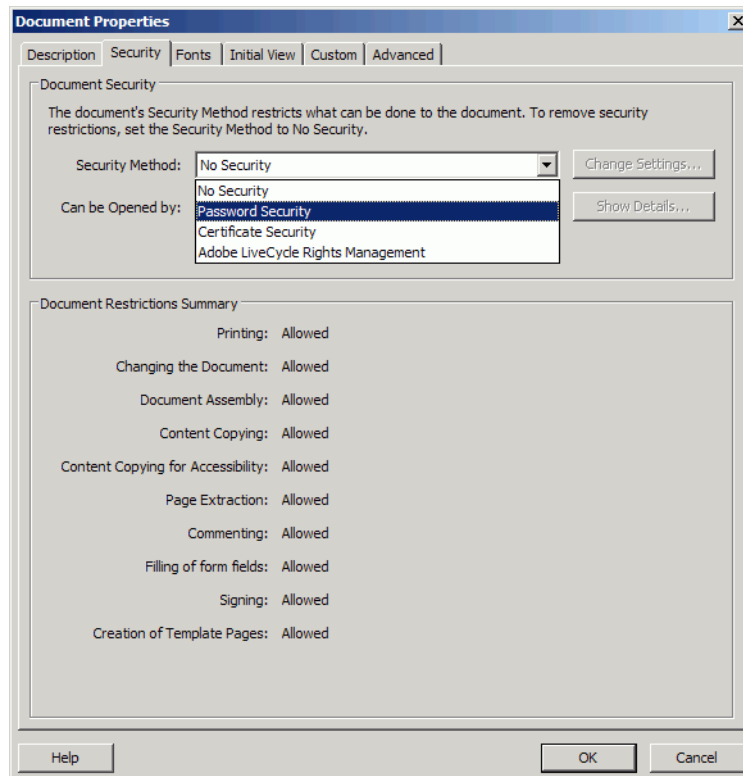 Document Properties
Description Security Fonts Initial View Custom Advanced
Document Security
The document's Security Method restricts what can be done to the document. To remove security
restrictions, set the Security Method to No Security.
Security Method: No Security Change Settings...
No Security
Can be Opened by: Password Security Show Details...
Certificate Security
Adobe LiveCycle Rights Management
Document Restrictions Summary
Printing: Allowed
Changing the Document: Allowed
Document Assembly: Allowed
Content Copying: Allowed
Content Copying for Accessibility: Allowed
Page Extraction: Allowed
Commenting: Allowed
Filling of form fields: Allowed
Signing: Allowed
Creation of Template Pages: Allowed
Help OK Cancel